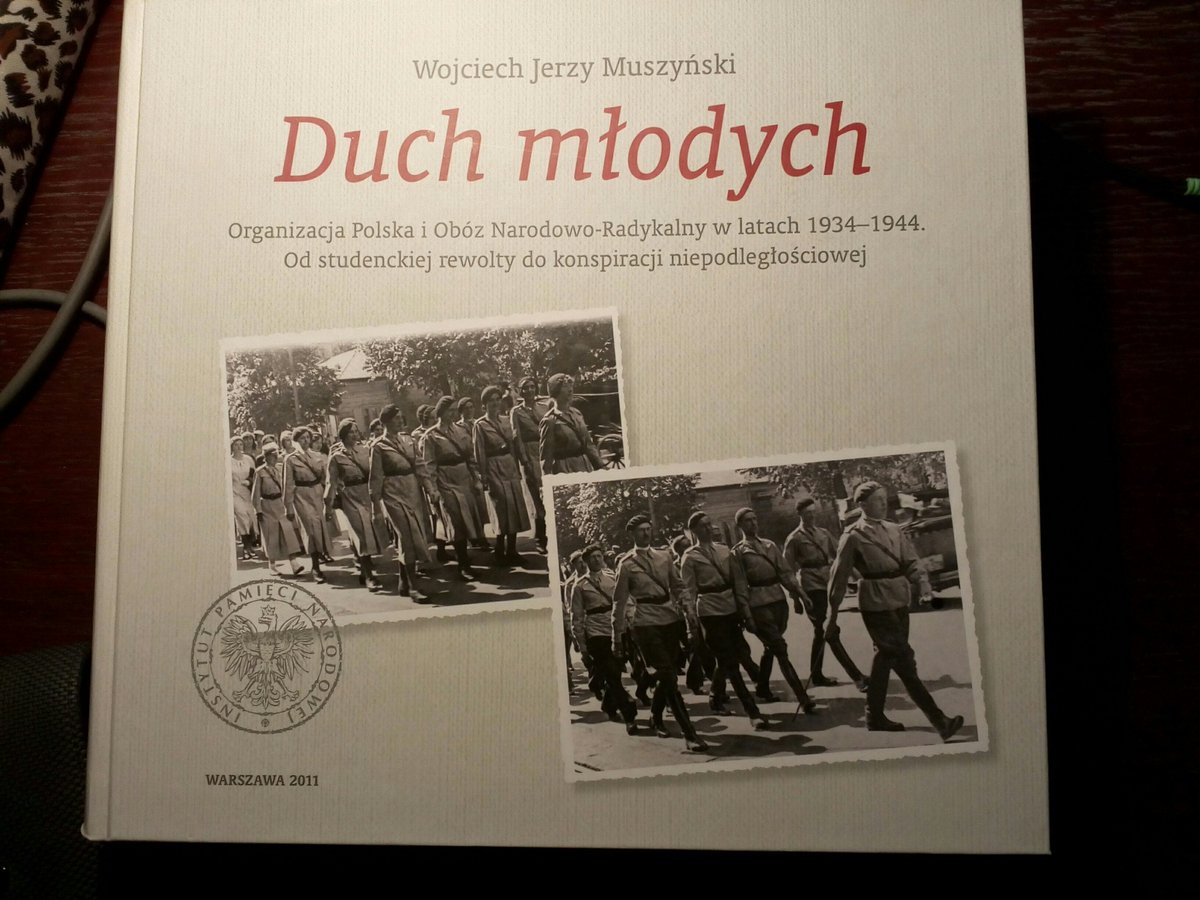 Wojciech Jerzy Muszyński
Duch młodych
Organizacja Polska i Obóz Narodowo-Radykalny w latach 1934–1944.
Od studenckiej rewolty do konspiracji niepodległościowej
INSTYTUT PAMIĘCI NARODOWEJ
WARSZAWA 2011